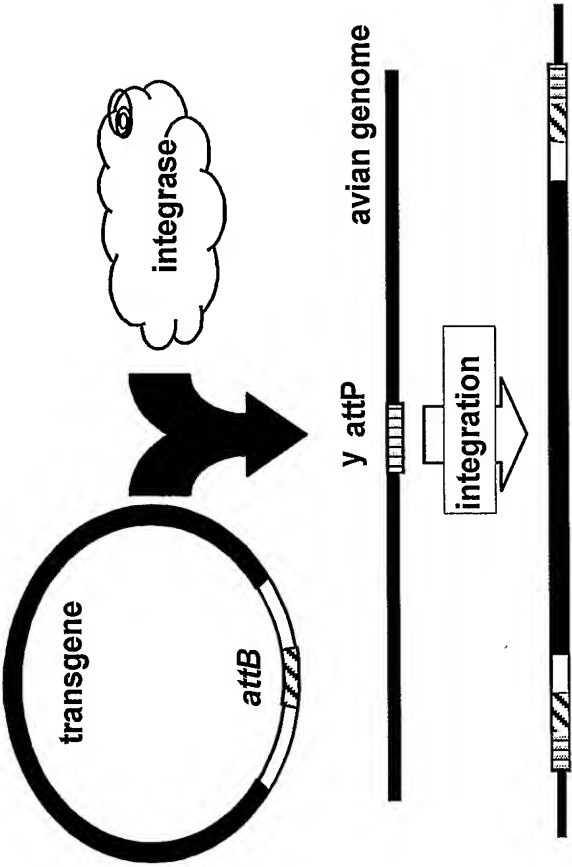 transgene
attB
integrase
y attP
avian genome
integration